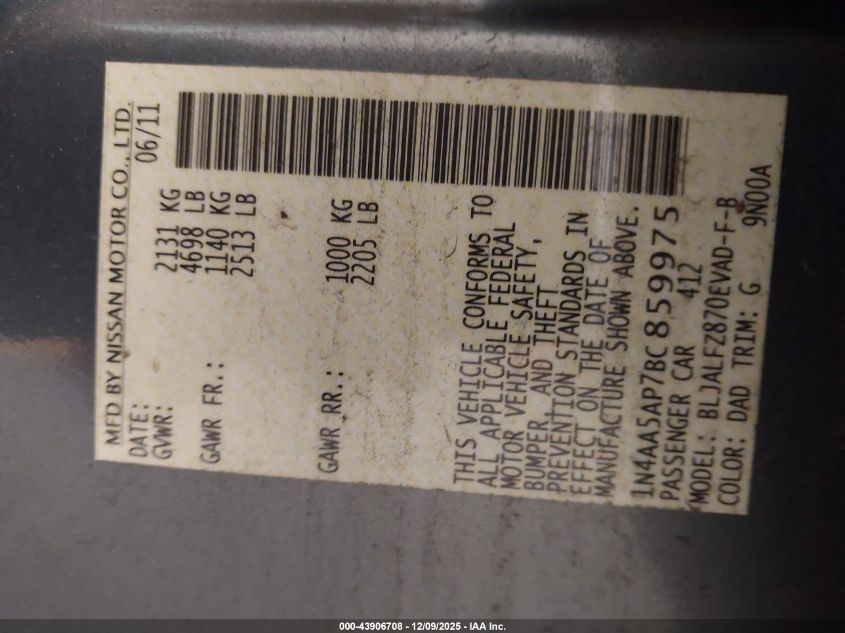 MFD BY NISSAN MOTOR CO., LTD.
DATE: 06/11
GVWR: 2131 KG
4698 LB
GAWR FR.: 1140 KG
2513 LB
GAWR RR.: 1000 KG
2205 LB
THIS VEHICLE CONFORMS TO
ALL APPLICABLE FEDERAL
MOTOR VEHICLE SAFETY,
BUMPER, AND THEFT
PREVENTION STANDARDS IN
EFFECT ON THE DATE OF
MANUFACTURE SHOWN ABOVE.
1N4AA5AP7BC859975
PASSENGER CAR 412
MODEL: BLJALFZ870EVAD-F-B
COLOR: DAD TRIM: G 9N00A
000-43906708 - 12/09/2025 - IAA Inc.